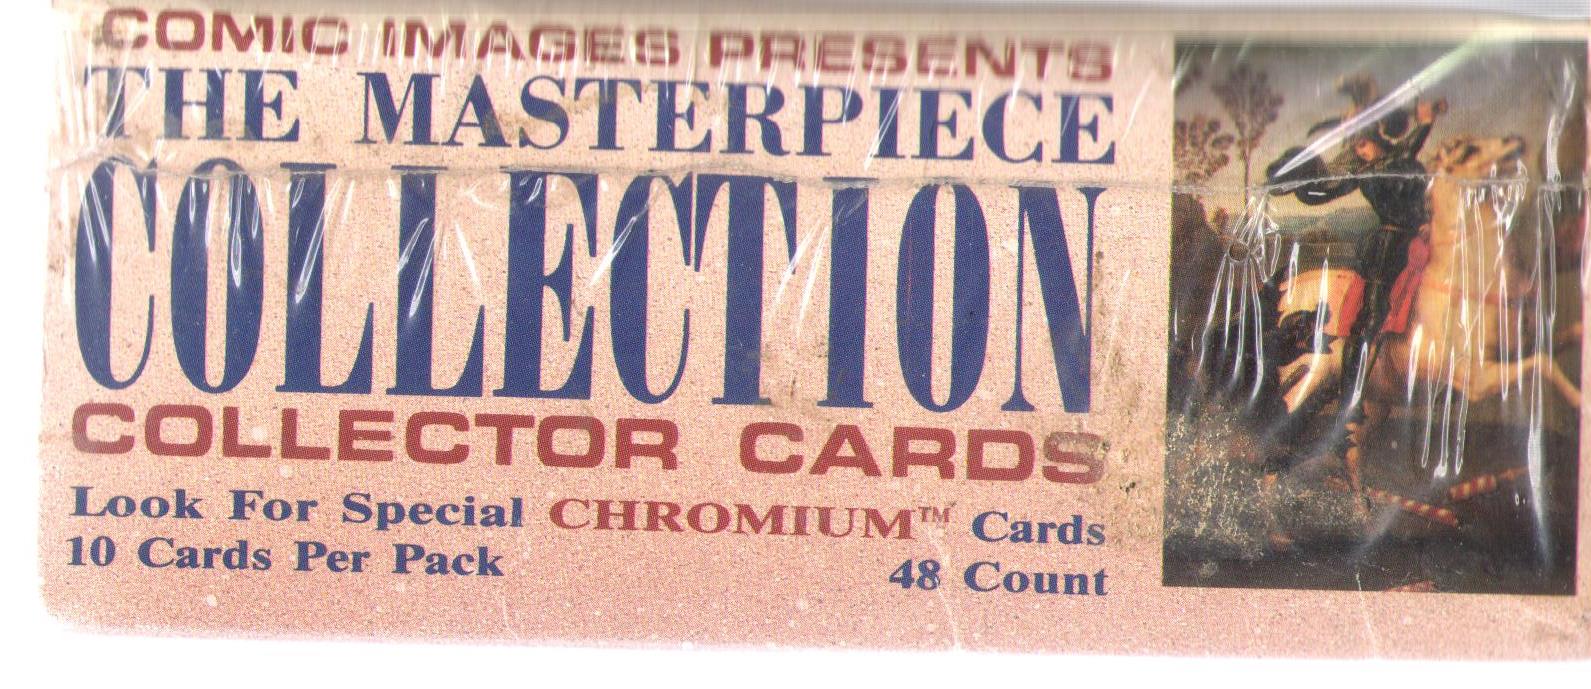 COMIC IMAGES PRESENTS
THE MASTERPIECE
COLLECTION
COLLECTOR CARDS
Look For Special CHROMIUM™ Cards
10 Cards Per Pack 48 Count